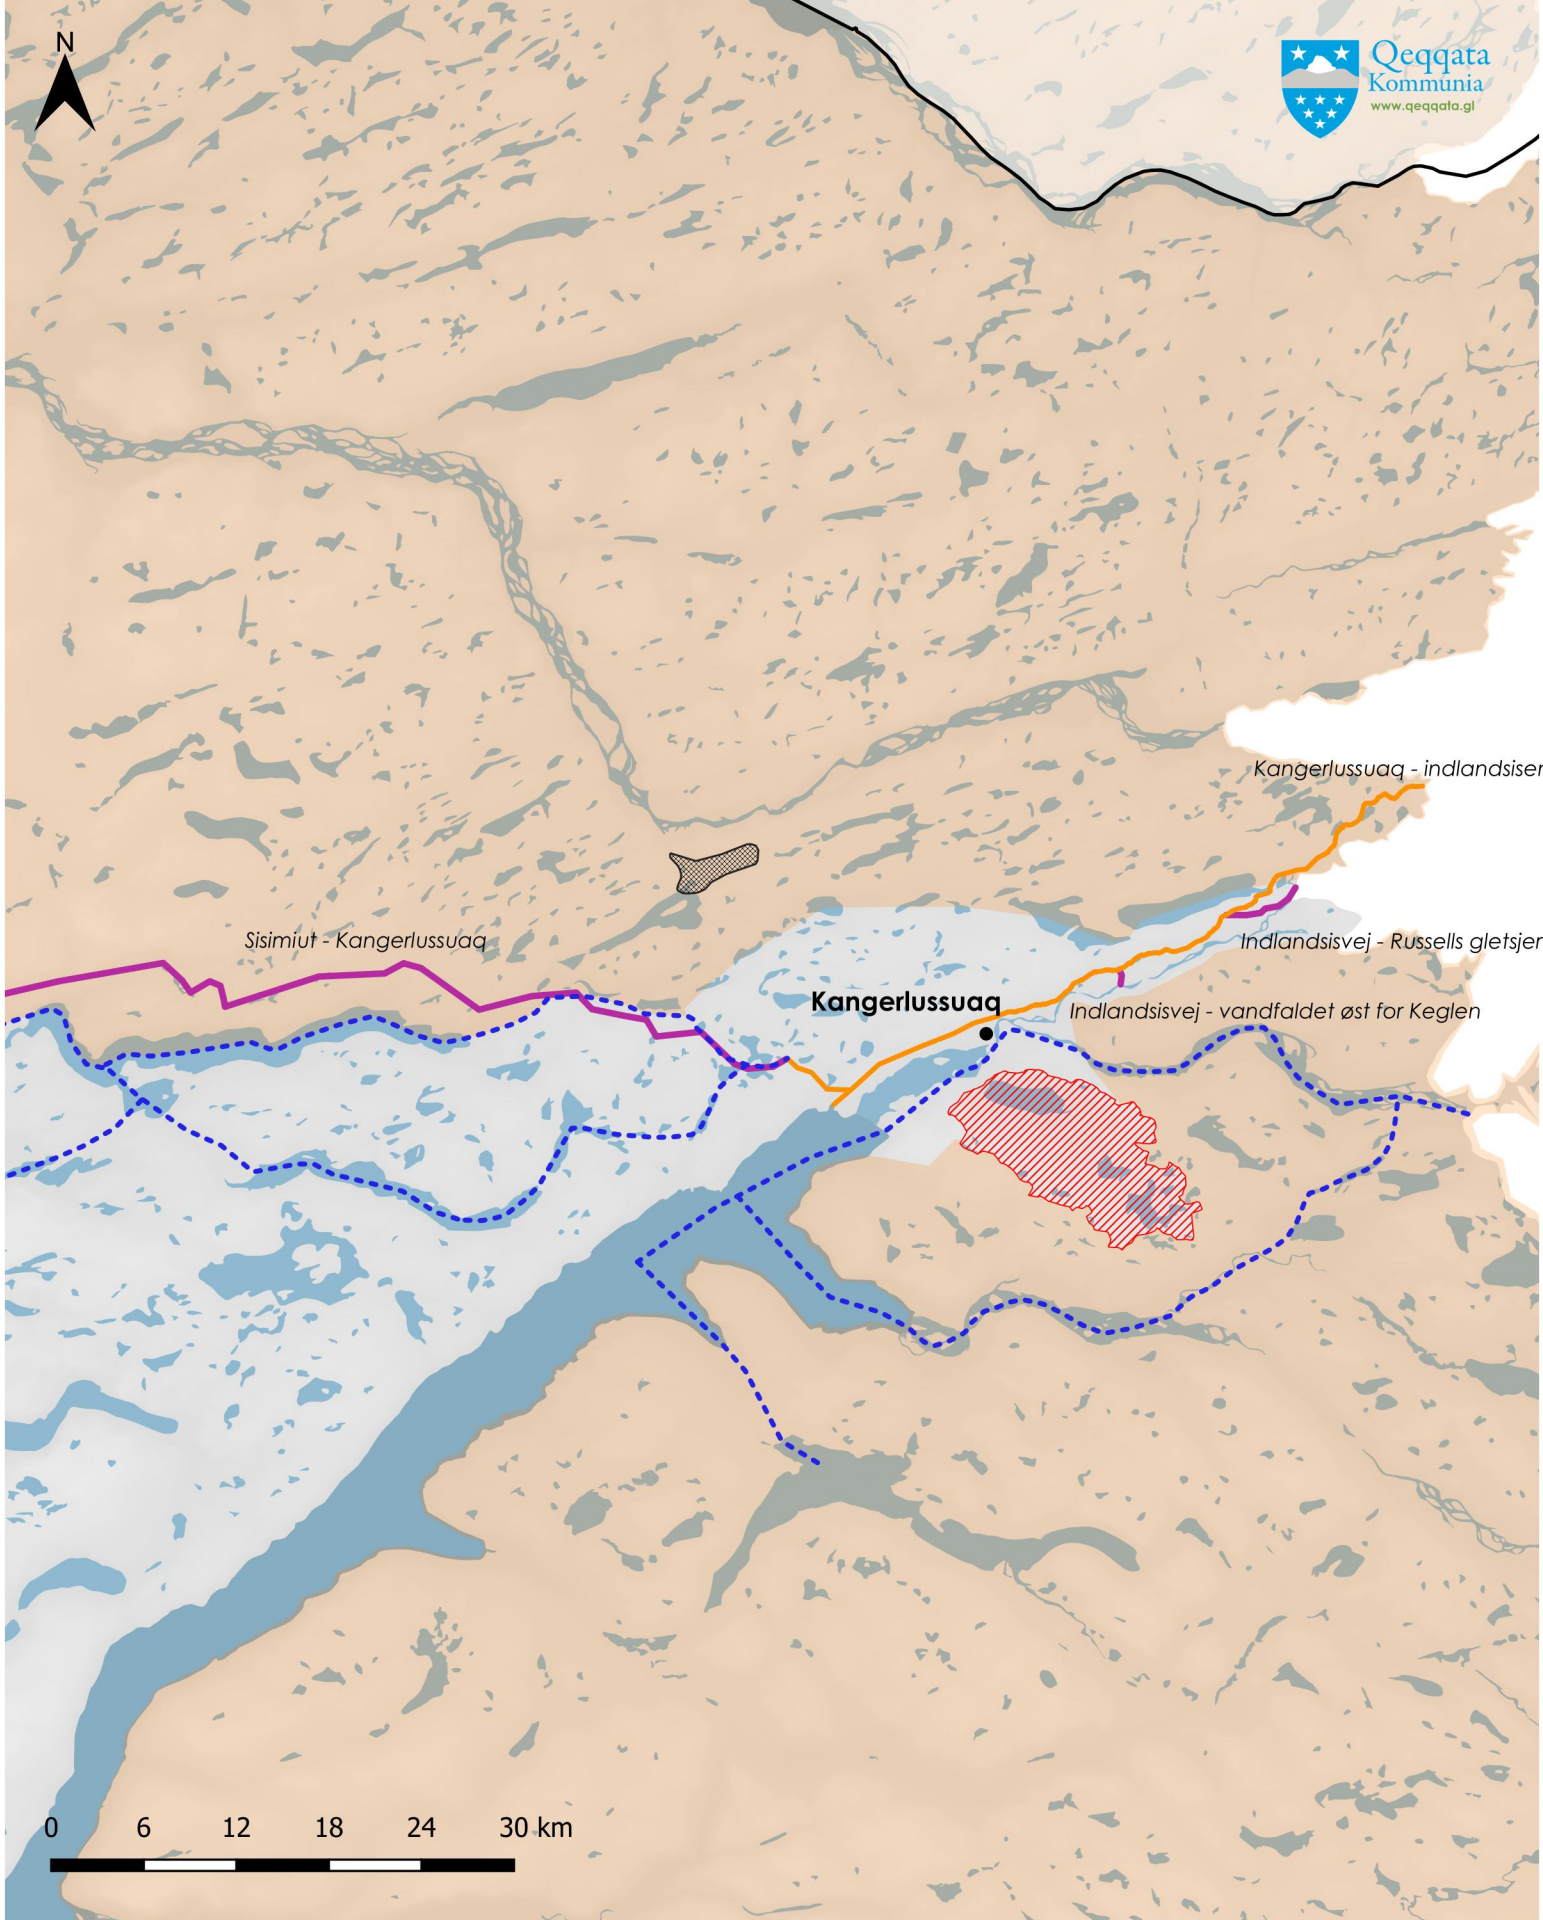 N
Qeqqata
Kommunia
www.qeqqata.gl
Kangerlussuaq - indlandsisen
Sisimiut - Kangerlussuaq
Indlandsisvej - Russells gletsjer
Kangerlussuaq
Indlandsisvej - vandfaldet øst for Keglen
0 6 12 18 24 30 km